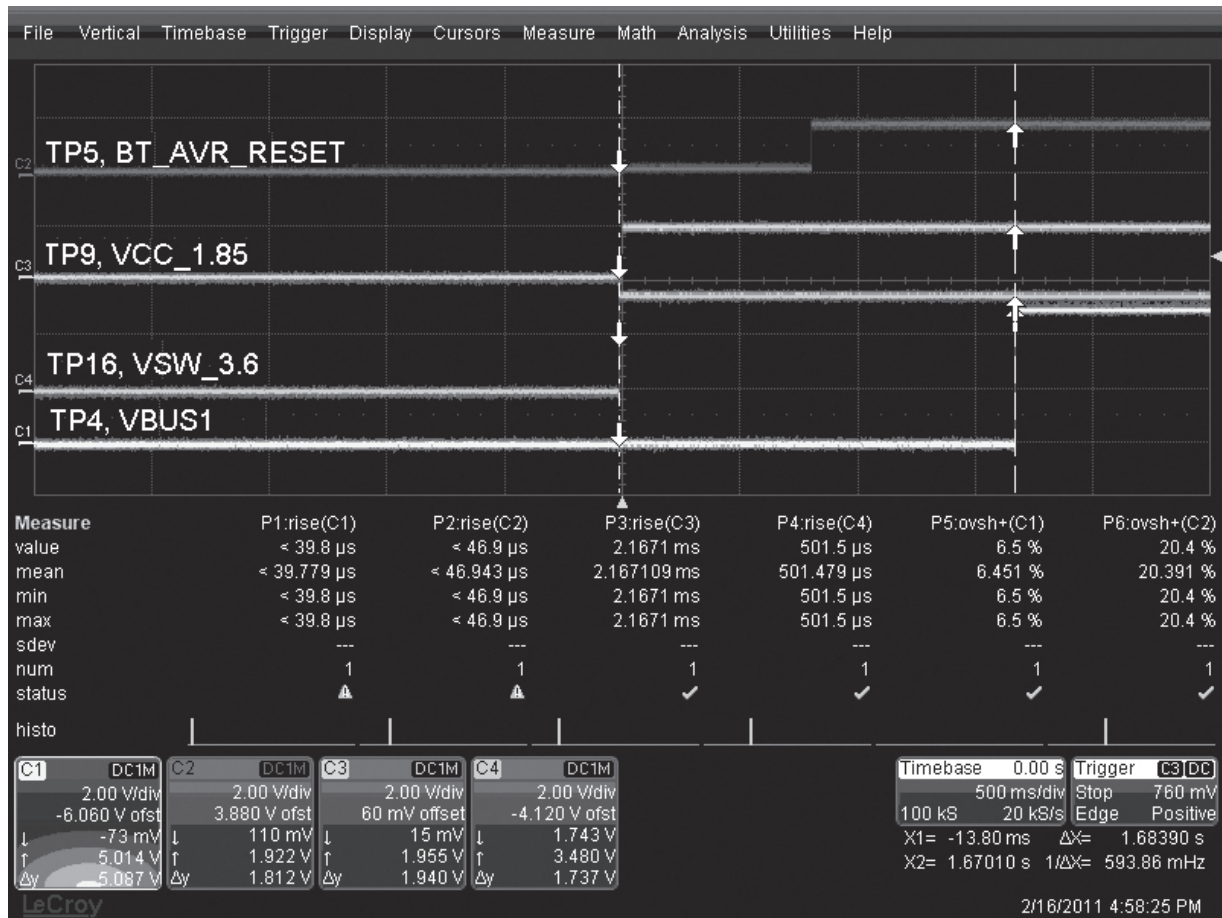 File Vertical Timebase Trigger Display Cursors Measure Math Analysis Utilities Help
C2 TP5, BT_AVR_RESET
C3 TP9, VCC_1.85
C4 TP16, VSW_3.6
C1 TP4, VBUS1
Measure P1:rise(C1) P2:rise(C2) P3:rise(C3) P4:rise(C4) P5:ovsh+(C1) P6:ovsh+(C2)
value < 39.8 µs < 46.9 µs 2.1671 ms 501.5 µs 6.5 % 20.4 %
mean < 39.779 µs < 46.943 µs 2.167109 ms 501.479 µs 6.451 % 20.391 %
min < 39.8 µs < 46.9 µs 2.1671 ms 501.5 µs 6.5 % 20.4 %
max < 39.8 µs < 46.9 µs 2.1671 ms 501.5 µs 6.5 % 20.4 %
sdev --- --- --- --- --- ---
num 1 1 1 1 1 1
status
histo
C1 DC1M C2 DC1M C3 DC1M C4 DC1M Timebase 0.00 s Trigger C3 DC
2.00 V/div 2.00 V/div 2.00 V/div 2.00 V/div 500 ms/div Stop 760 mV
-6.060 V ofst 3.880 V ofst 60 mV offset -4.120 V ofst 100 kS 20 kS/s Edge Positive
↓ -73 mV ↓ 110 mV ↓ 15 mV ↓ 1.743 V X1= -13.80 ms ΔX= 1.68390 s
↑ 5.014 V ↑ 1.922 V ↑ 1.955 V ↑ 3.480 V X2= 1.67010 s 1/ΔX= 593.86 mHz
Δy 5.087 V Δy 1.812 V Δy 1.940 V Δy 1.737 V
LeCroy 2/16/2011 4:58:25 PM